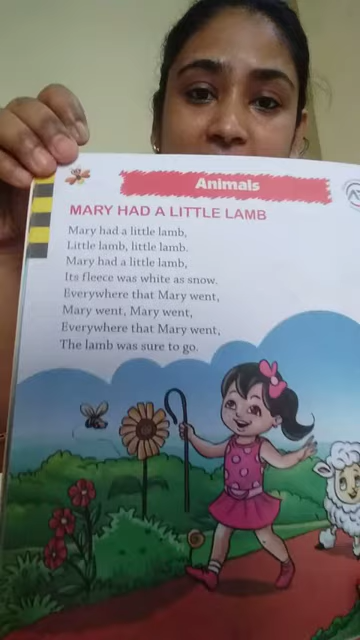 Animals
MARY HAD A LITTLE LAMB
Mary had a little lamb,
Little lamb, little lamb.
Mary had a little lamb,
Its fleece was white as snow.
Everywhere that Mary went,
Mary went, Mary went,
Everywhere that Mary went,
The lamb was sure to go.